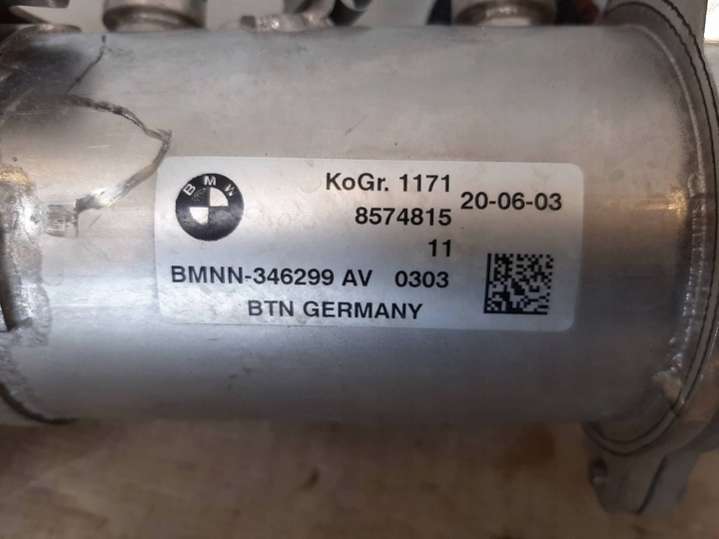 BMW
KoGr. 1171
8574815 20-06-03
11
BMNN-346299 AV 0303
BTN GERMANY